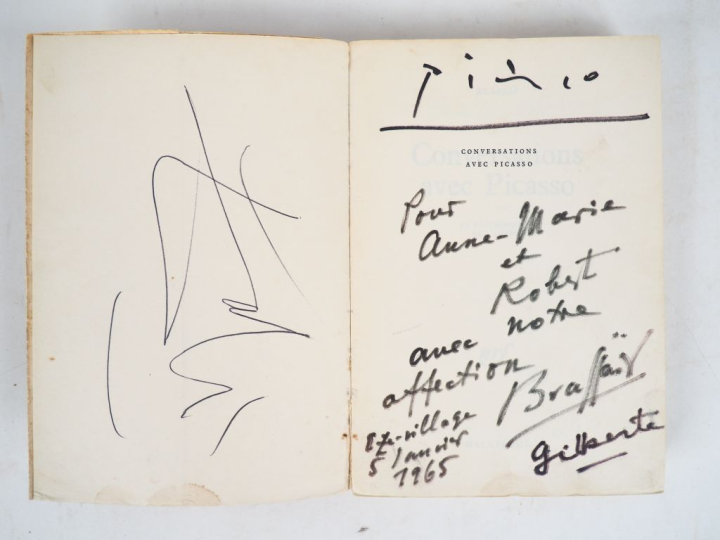 Picasso
CONVERSATIONS
AVEC PICASSO
Pour
Anne-Marie
et
Robert
avec notre
affection
Brassaï
Gilberte
Eze-village
5 Janvier
1965